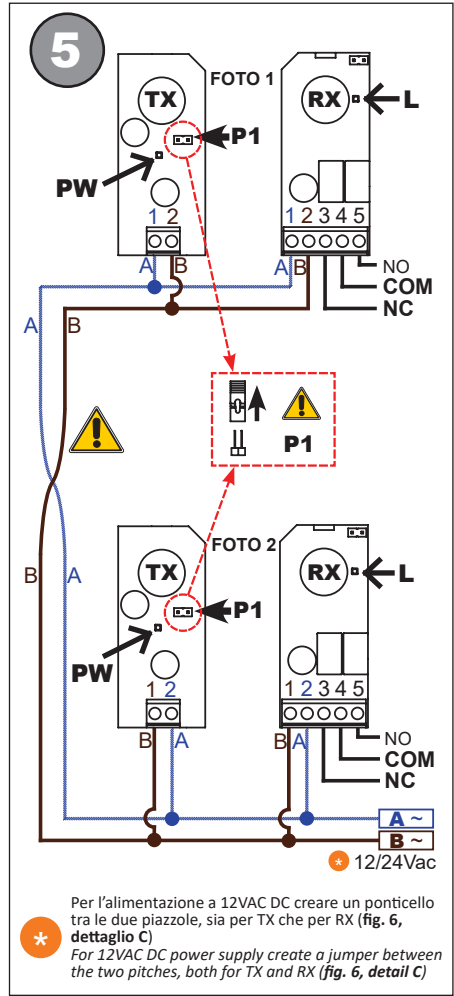 5
FOTO 1
TX
RX
L
P1
PW
1 2
1 2 3 4 5
A B
A B
NO
COM
NC
A B
P1
B A
FOTO 2
TX
RX
L
P1
PW
1 2
1 2 3 4 5
B A
B A
NO
COM
NC
A ~
B ~
* 12/24Vac
Per l'alimentazione a 12VAC DC creare un ponticello
tra le due piazzole, sia per TX che per RX (fig. 6,
* dettaglio C)
For 12VAC DC power supply create a jumper between
the two pitches, both for TX and RX (fig. 6, detail C)